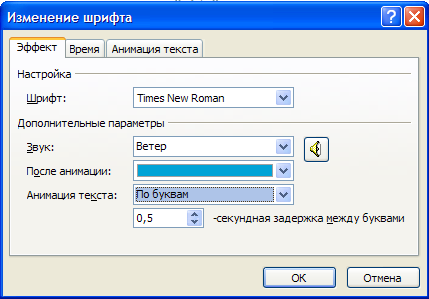 Изменение шрифта
Эффект Время Анимация текста
Настройка
Шрифт: Times New Roman
Дополнительные параметры
Звук: Ветер
После анимации:
Анимация текста: По буквам
0,5 -секундная задержка между буквами
ОК Отмена